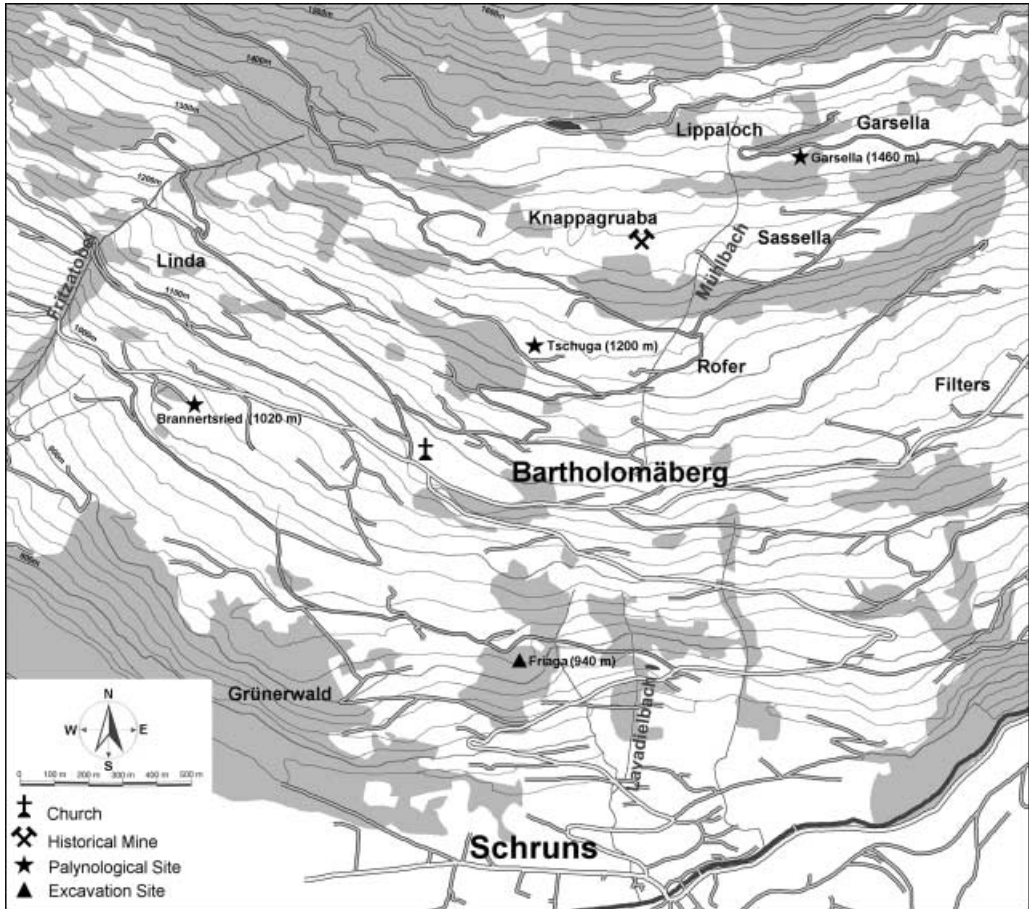 1400m
1300m
1200m
Lippaloch
Garsella
Garsella (1460 m)
Knappagruaba
Sassella
Mühlbach
Fritzatobel
Linda
1100m
1000m
Tschuga (1200 m)
Rofer
Filters
Brannertsried (1020 m)
Bartholomäberg
900m
Friaga (940 m)
Grünerwald
Lavadielbach
Schruns
N
W E
S
0 100 m 200 m 300 m 400 m 500 m
Church
Historical Mine
Palynological Site
Excavation Site